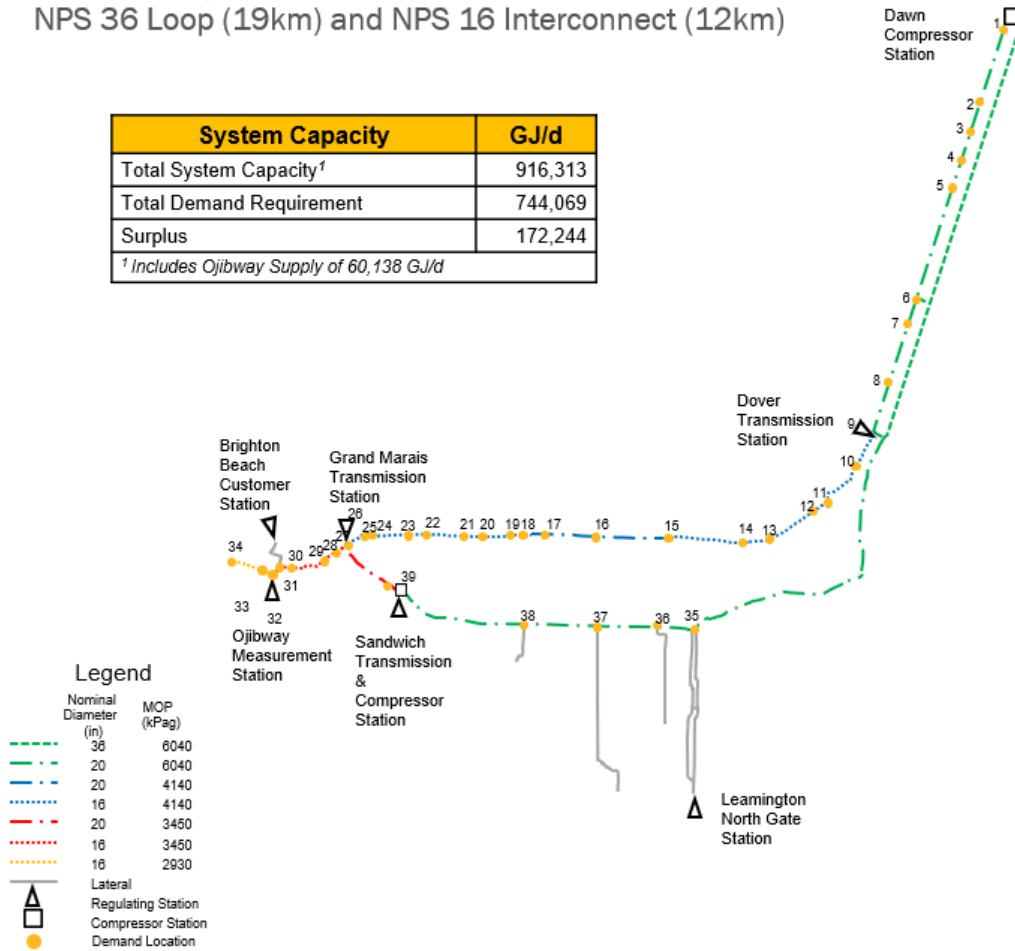 NPS 36 Loop (19km) and NPS 16 Interconnect (12km)
System Capacity GJ/d
Total System Capacity¹ 916,313
Total Demand Requirement 744,069
Surplus 172,244
¹ Includes Ojibway Supply of 60,138 GJ/d
Dawn
Compressor
Station
1
2
3
4
5
6
7
8
Dover
Transmission
Station
9
10
11
12
13
14
15
16
17
18
19
20
21
22
23
24
25
26
Grand Marais
Transmission
Station
Brighton
Beach
Customer
Station
28
29
30
31
32
33
34
Ojibway
Measurement
Station
39
Sandwich
Transmission
&
Compressor
Station
38
37
36
35
Leamington
North Gate
Station
Legend
Nominal
Diameter
(in)
MOP
(kPag)
36 6040
20 6040
20 4140
16 4140
20 3450
16 3450
16 2930
Lateral
Regulating Station
Compressor Station
Demand Location